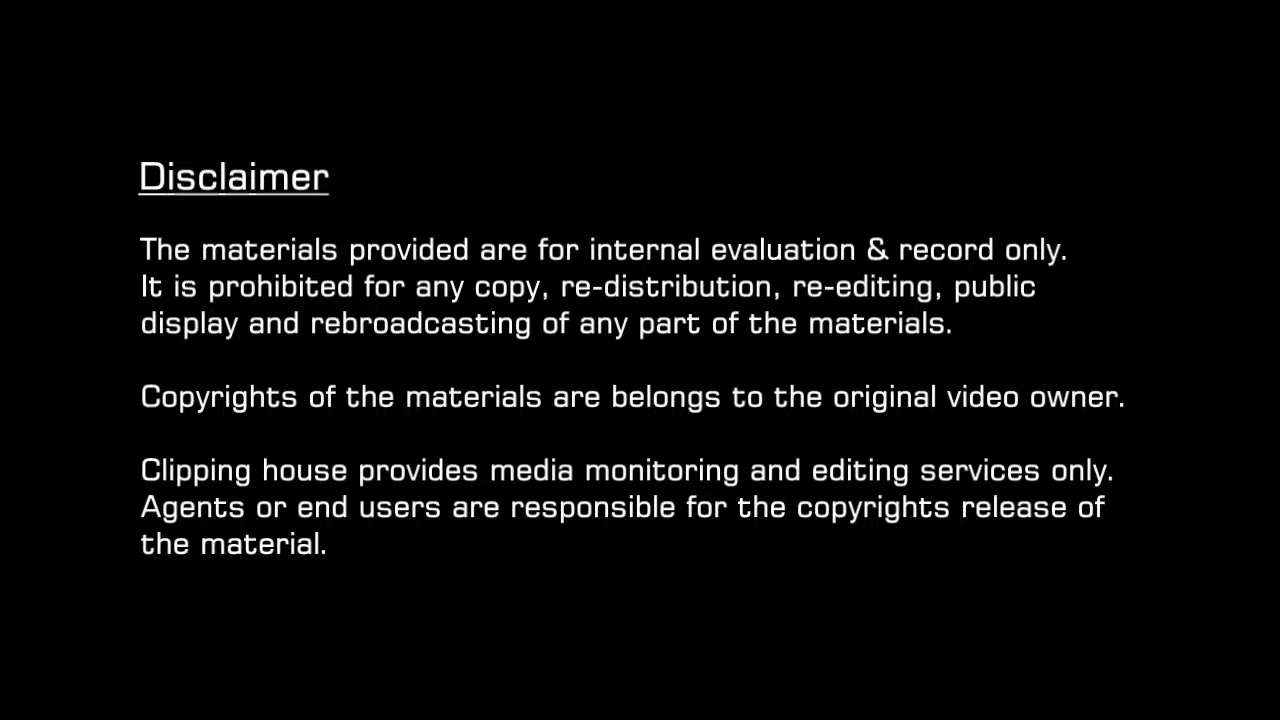 Disclaimer
The materials provided are for internal evaluation & record only.
It is prohibited for any copy, re-distribution, re-editing, public
display and rebroadcasting of any part of the materials.
Copyrights of the materials are belongs to the original video owner.
Clipping house provides media monitoring and editing services only.
Agents or end users are responsible for the copyrights release of
the material.